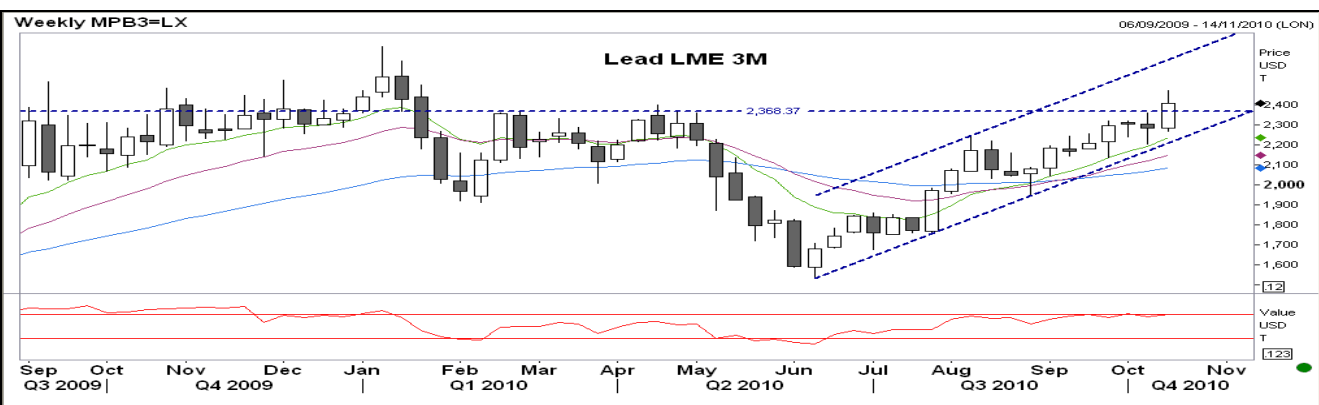 Weekly MPB3=LX 06/09/2009 - 14/11/2010 (LON)
Lead LME 3M
Price
USD
T
2,368.37
2,400
2,300
2,200
2,100
2,000
1,900
1,800
1,700
1,600
.12
Value
USD
T
.123
Sep Oct Nov Dec Jan Feb Mar Apr May Jun Jul Aug Sep Oct Nov
Q3 2009 Q4 2009 Q1 2010 Q2 2010 Q3 2010 Q4 2010